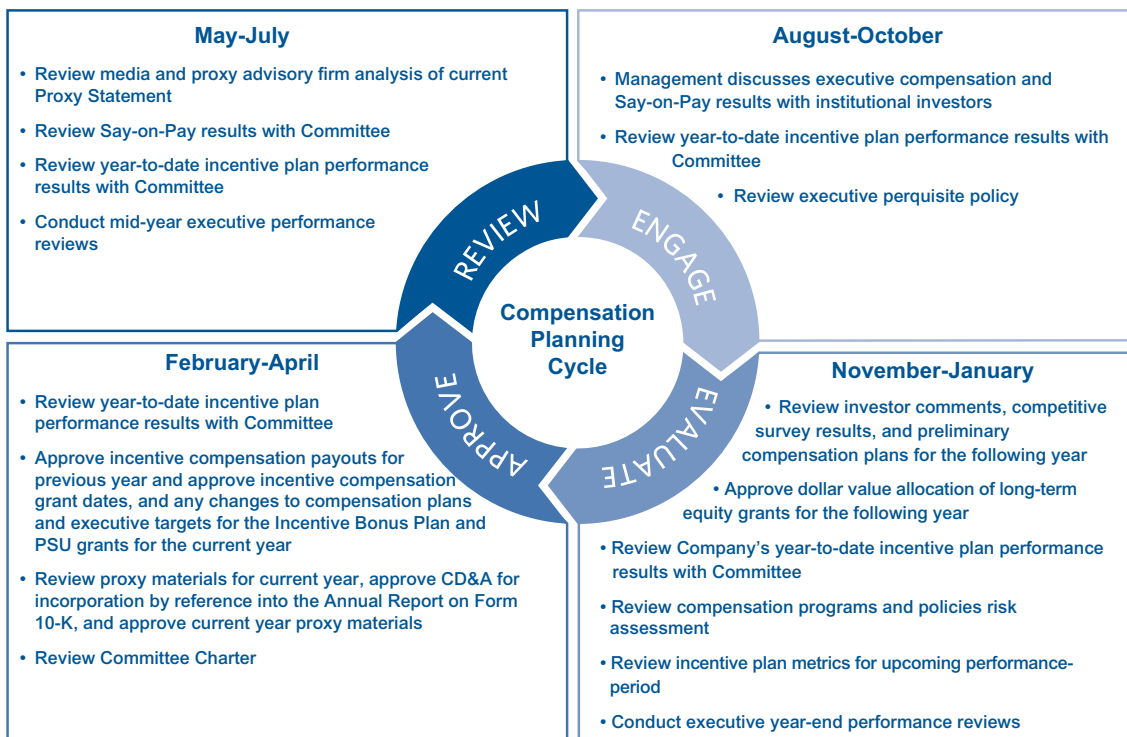 May-July
• Review media and proxy advisory firm analysis of current
Proxy Statement
• Review Say-on-Pay results with Committee
• Review year-to-date incentive plan performance
results with Committee
• Conduct mid-year executive performance
reviews
August-October
• Management discusses executive compensation and
Say-on-Pay results with institutional investors
• Review year-to-date incentive plan performance results with
Committee
• Review executive perquisite policy
REVIEW
ENGAGE
Compensation
Planning
Cycle
APPROVE
EVALUATE
February-April
• Review year-to-date incentive plan
performance results with Committee
• Approve incentive compensation payouts for
previous year and approve incentive compensation
grant dates, and any changes to compensation plans
and executive targets for the Incentive Bonus Plan and
PSU grants for the current year
• Review proxy materials for current year, approve CD&A for
incorporation by reference into the Annual Report on Form
10-K, and approve current year proxy materials
• Review Committee Charter
November-January
• Review investor comments, competitive
survey results, and preliminary
compensation plans for the following year
• Approve dollar value allocation of long-term
equity grants for the following year
• Review Company’s year-to-date incentive plan performance
results with Committee
• Review compensation programs and policies risk
assessment
• Review incentive plan metrics for upcoming performance-
period
• Conduct executive year-end performance reviews